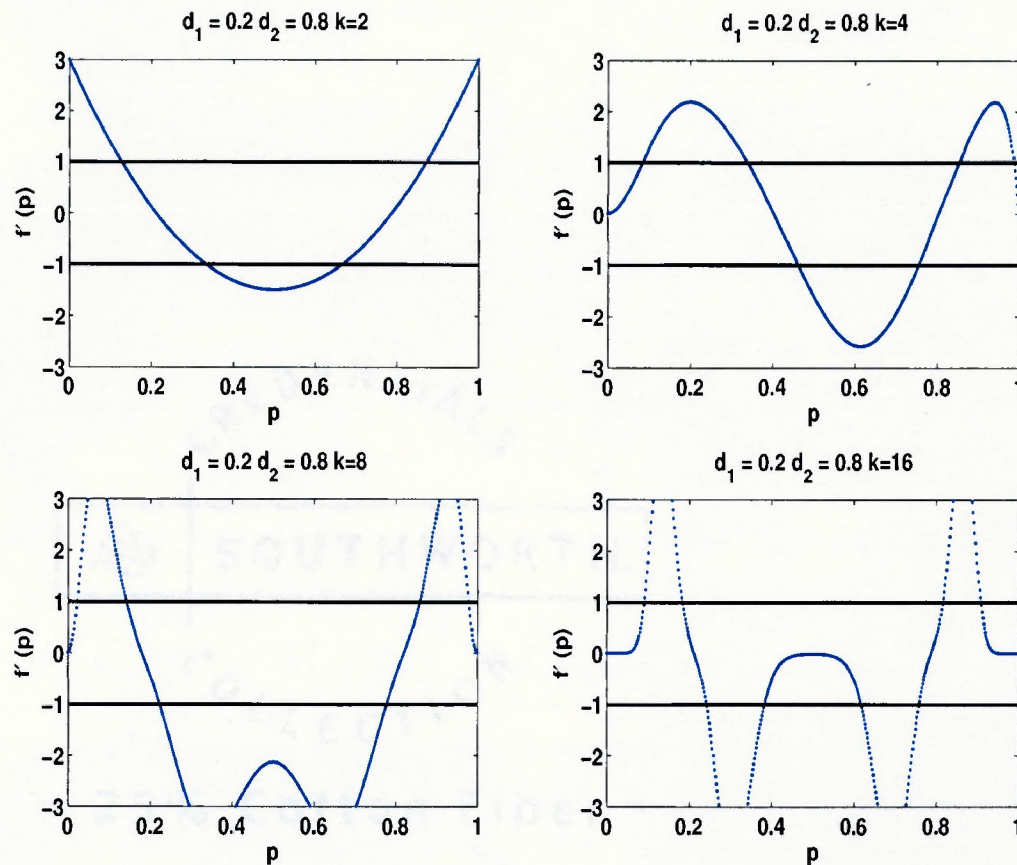 d1 = 0.2 d2 = 0.8 k=2
3
2
1
0
−1
−2
−3
f′ (p)
0 0.2 0.4 0.6 0.8 1
p
d1 = 0.2 d2 = 0.8 k=4
3
2
1
0
−1
−2
−3
f′ (p)
0 0.2 0.4 0.6 0.8 1
p
d1 = 0.2 d2 = 0.8 k=8
3
2
1
0
−1
−2
−3
f′ (p)
0 0.2 0.4 0.6 0.8 1
p
d1 = 0.2 d2 = 0.8 k=16
3
2
1
0
−1
−2
−3
f′ (p)
0 0.2 0.4 0.6 0.8 1
p
SOUTHWORTH
25% Cotton Fiber